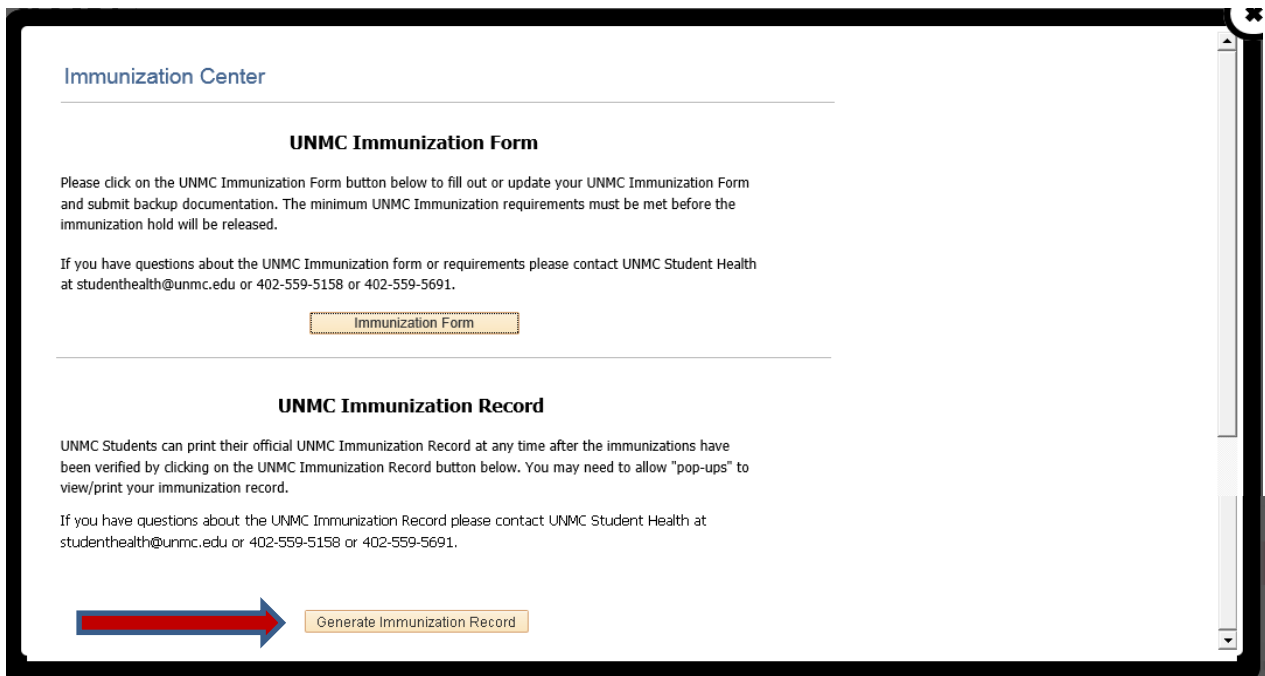 Immunization Center
UNMC Immunization Form
Please click on the UNMC Immunization Form button below to fill out or update your UNMC Immunization Form
and submit backup documentation. The minimum UNMC Immunization requirements must be met before the
immunization hold will be released.
If you have questions about the UNMC Immunization form or requirements please contact UNMC Student Health
at studenthealth@unmc.edu or 402-559-5158 or 402-559-5691.
Immunization Form
UNMC Immunization Record
UNMC Students can print their official UNMC Immunization Record at any time after the immunizations have
been verified by clicking on the UNMC Immunization Record button below. You may need to allow "pop-ups" to
view/print your immunization record.
If you have questions about the UNMC Immunization Record please contact UNMC Student Health at
studenthealth@unmc.edu or 402-559-5158 or 402-559-5691.
Generate Immunization Record